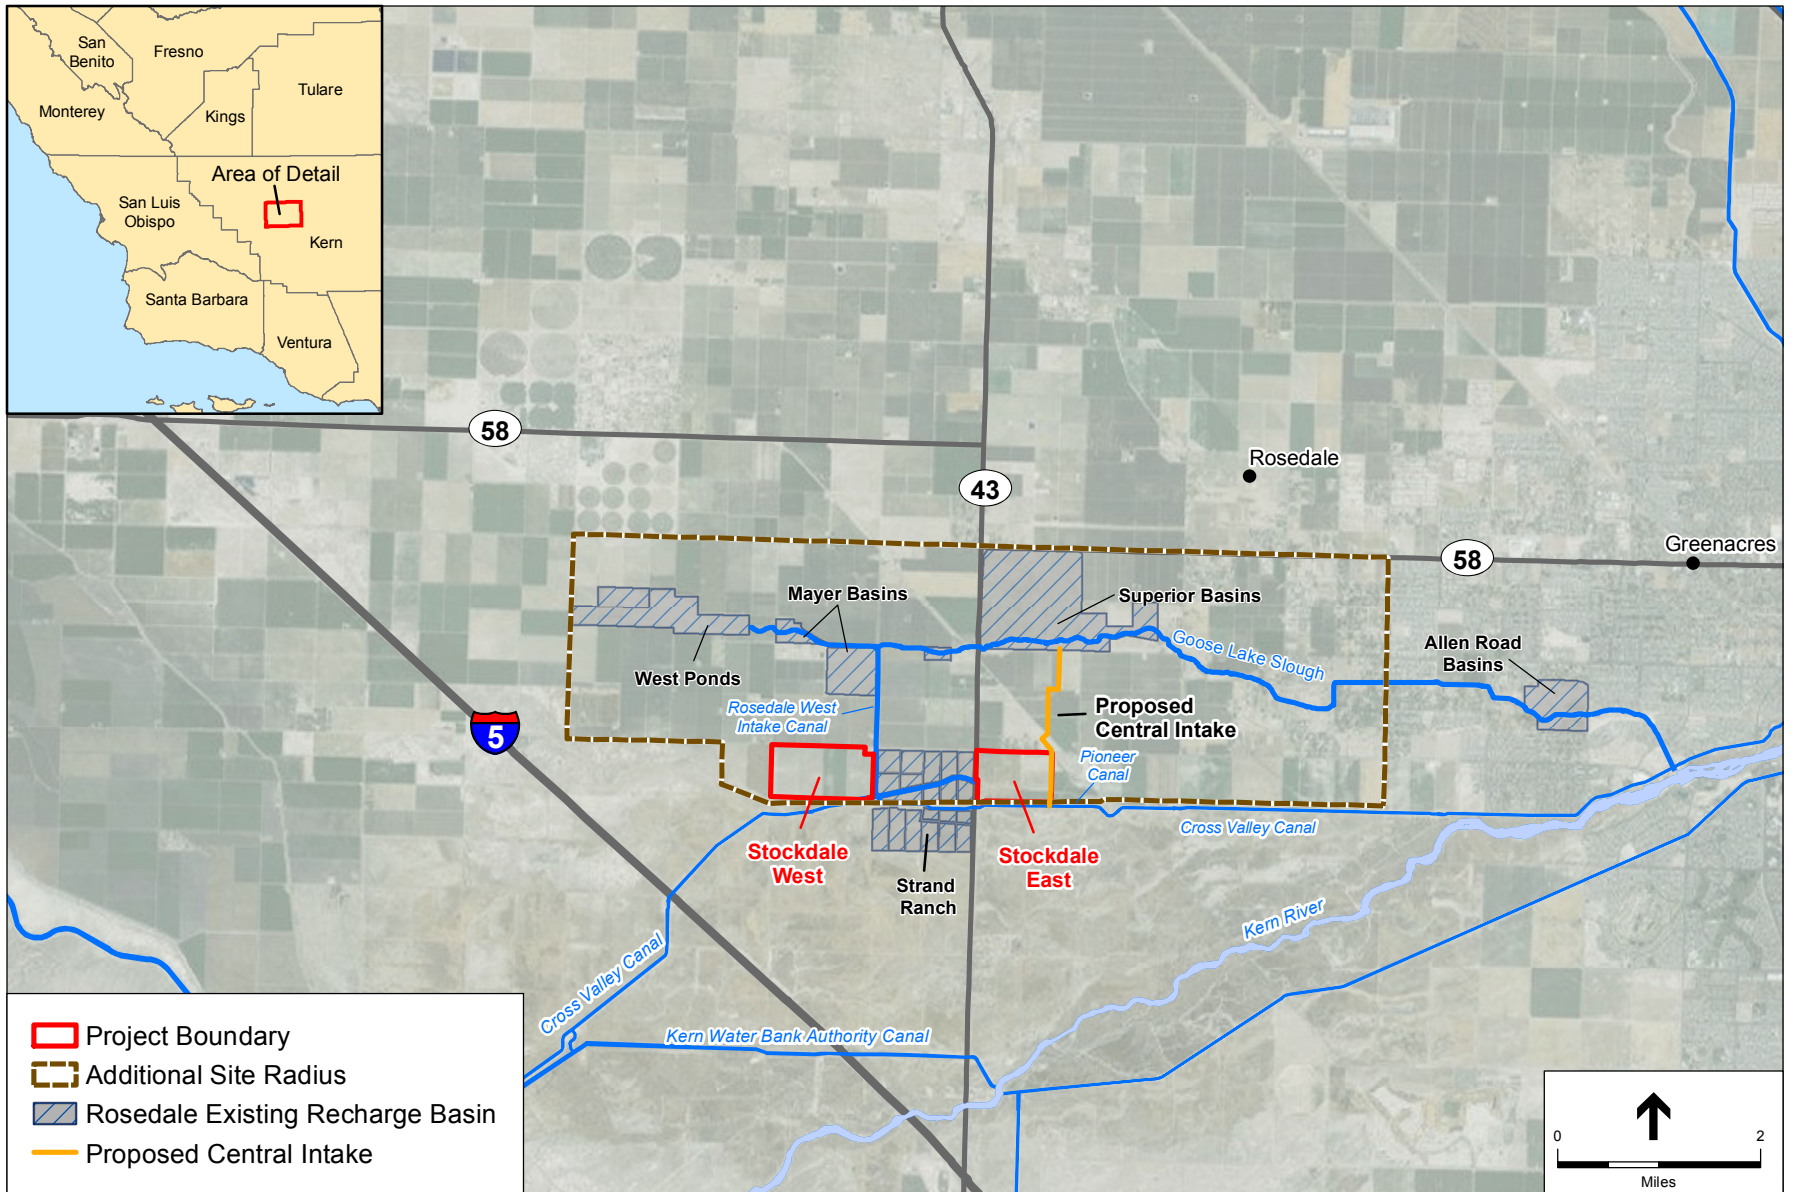 San
Benito
Fresno
Tulare
Monterey
Kings
Area of Detail
San Luis
Obispo
Kern
Santa Barbara
Ventura
58
43
Rosedale
58
Greenacres
Mayer Basins
Superior Basins
Goose Lake Slough
Allen Road
Basins
West Ponds
Rosedale West
Intake Canal
Proposed
Central Intake
5
Pioneer
Canal
Cross Valley Canal
Stockdale
West
Stockdale
East
Strand
Ranch
Kern River
Cross Valley Canal
Kern Water Bank Authority Canal
Project Boundary
Additional Site Radius
Rosedale Existing Recharge Basin
Proposed Central Intake
0
2
Miles